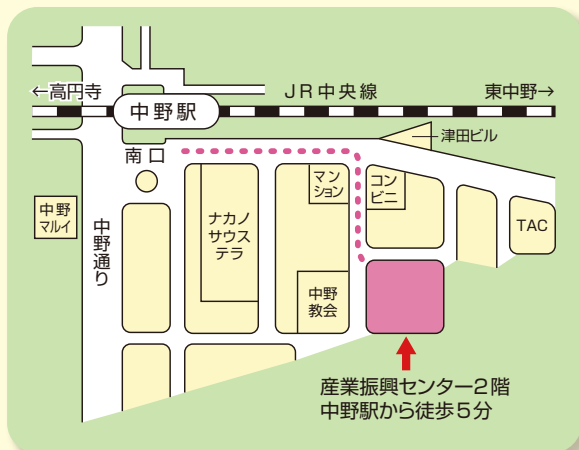 ←高円寺
JR中央線
東中野→
中野駅
津田ビル
南口
マン
ション
コン
ビニ
中野
マルイ
中野通り
ナカノ
サウス
テラ
TAC
中野
教会
産業振興センター2階
中野駅から徒歩5分